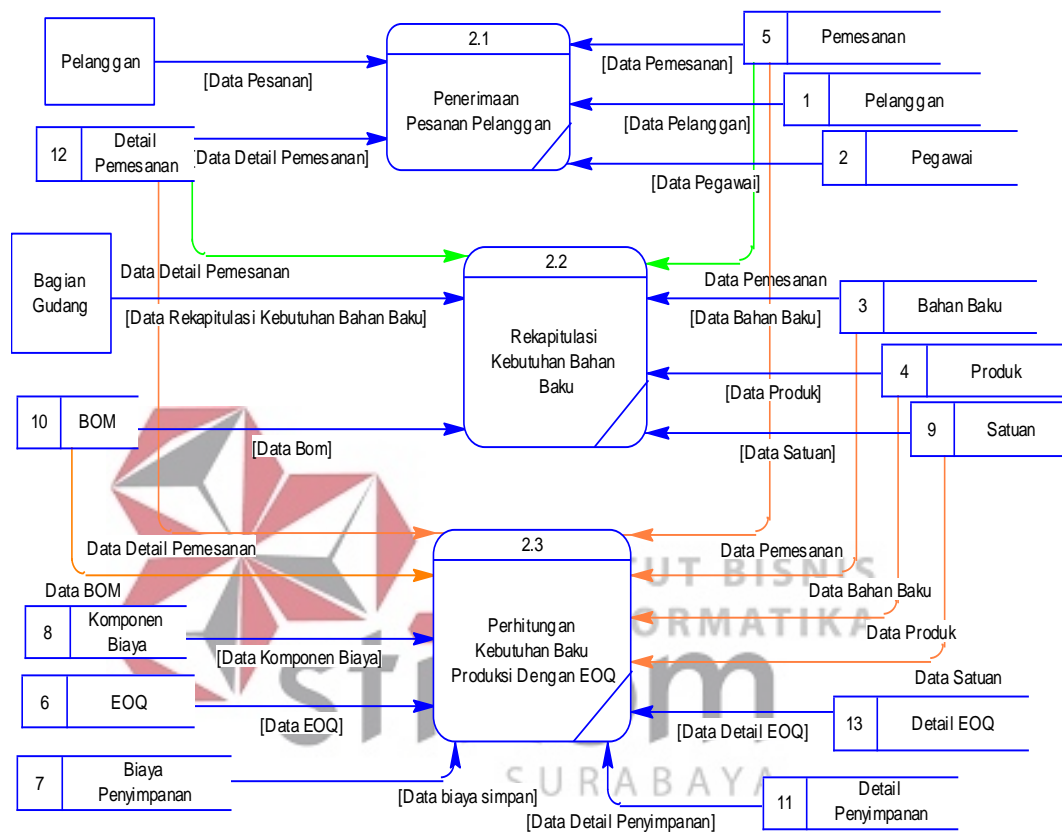 Pelanggan
[Data Pesanan]
2.1
Penerimaan
Pesanan Pelanggan
[Data Pemesanan]
5 Pemesanan
[Data Pelanggan]
1 Pelanggan
12 Detail
Pemesanan
[Data Detail Pemesanan]
[Data Pegawai]
2 Pegawai
Bagian
Gudang
Data Detail Pemesanan
[Data Rekapitulasi Kebutuhan Bahan Baku]
2.2
Rekapitulasi
Kebutuhan Bahan
Baku
Data Pemesanan
[Data Bahan Baku]
3 Bahan Baku
[Data Produk]
4 Produk
10 BOM
[Data Bom]
[Data Satuan]
9 Satuan
Data Detail Pemesanan
Data BOM
2.3
Perhitungan
Kebutuhan Baku
Produksi Dengan EOQ
Data Pemesanan
Data Bahan Baku
Data Produk
Data Satuan
8 Komponen
Biaya
[Data Komponen Biaya]
6 EOQ
[Data EOQ]
[Data Detail EOQ]
13 Detail EOQ
7 Biaya
Penyimpanan
[Data biaya simpan]
[Data Detail Penyimpanan]
11 Detail
Penyimpanan
SURABAYA